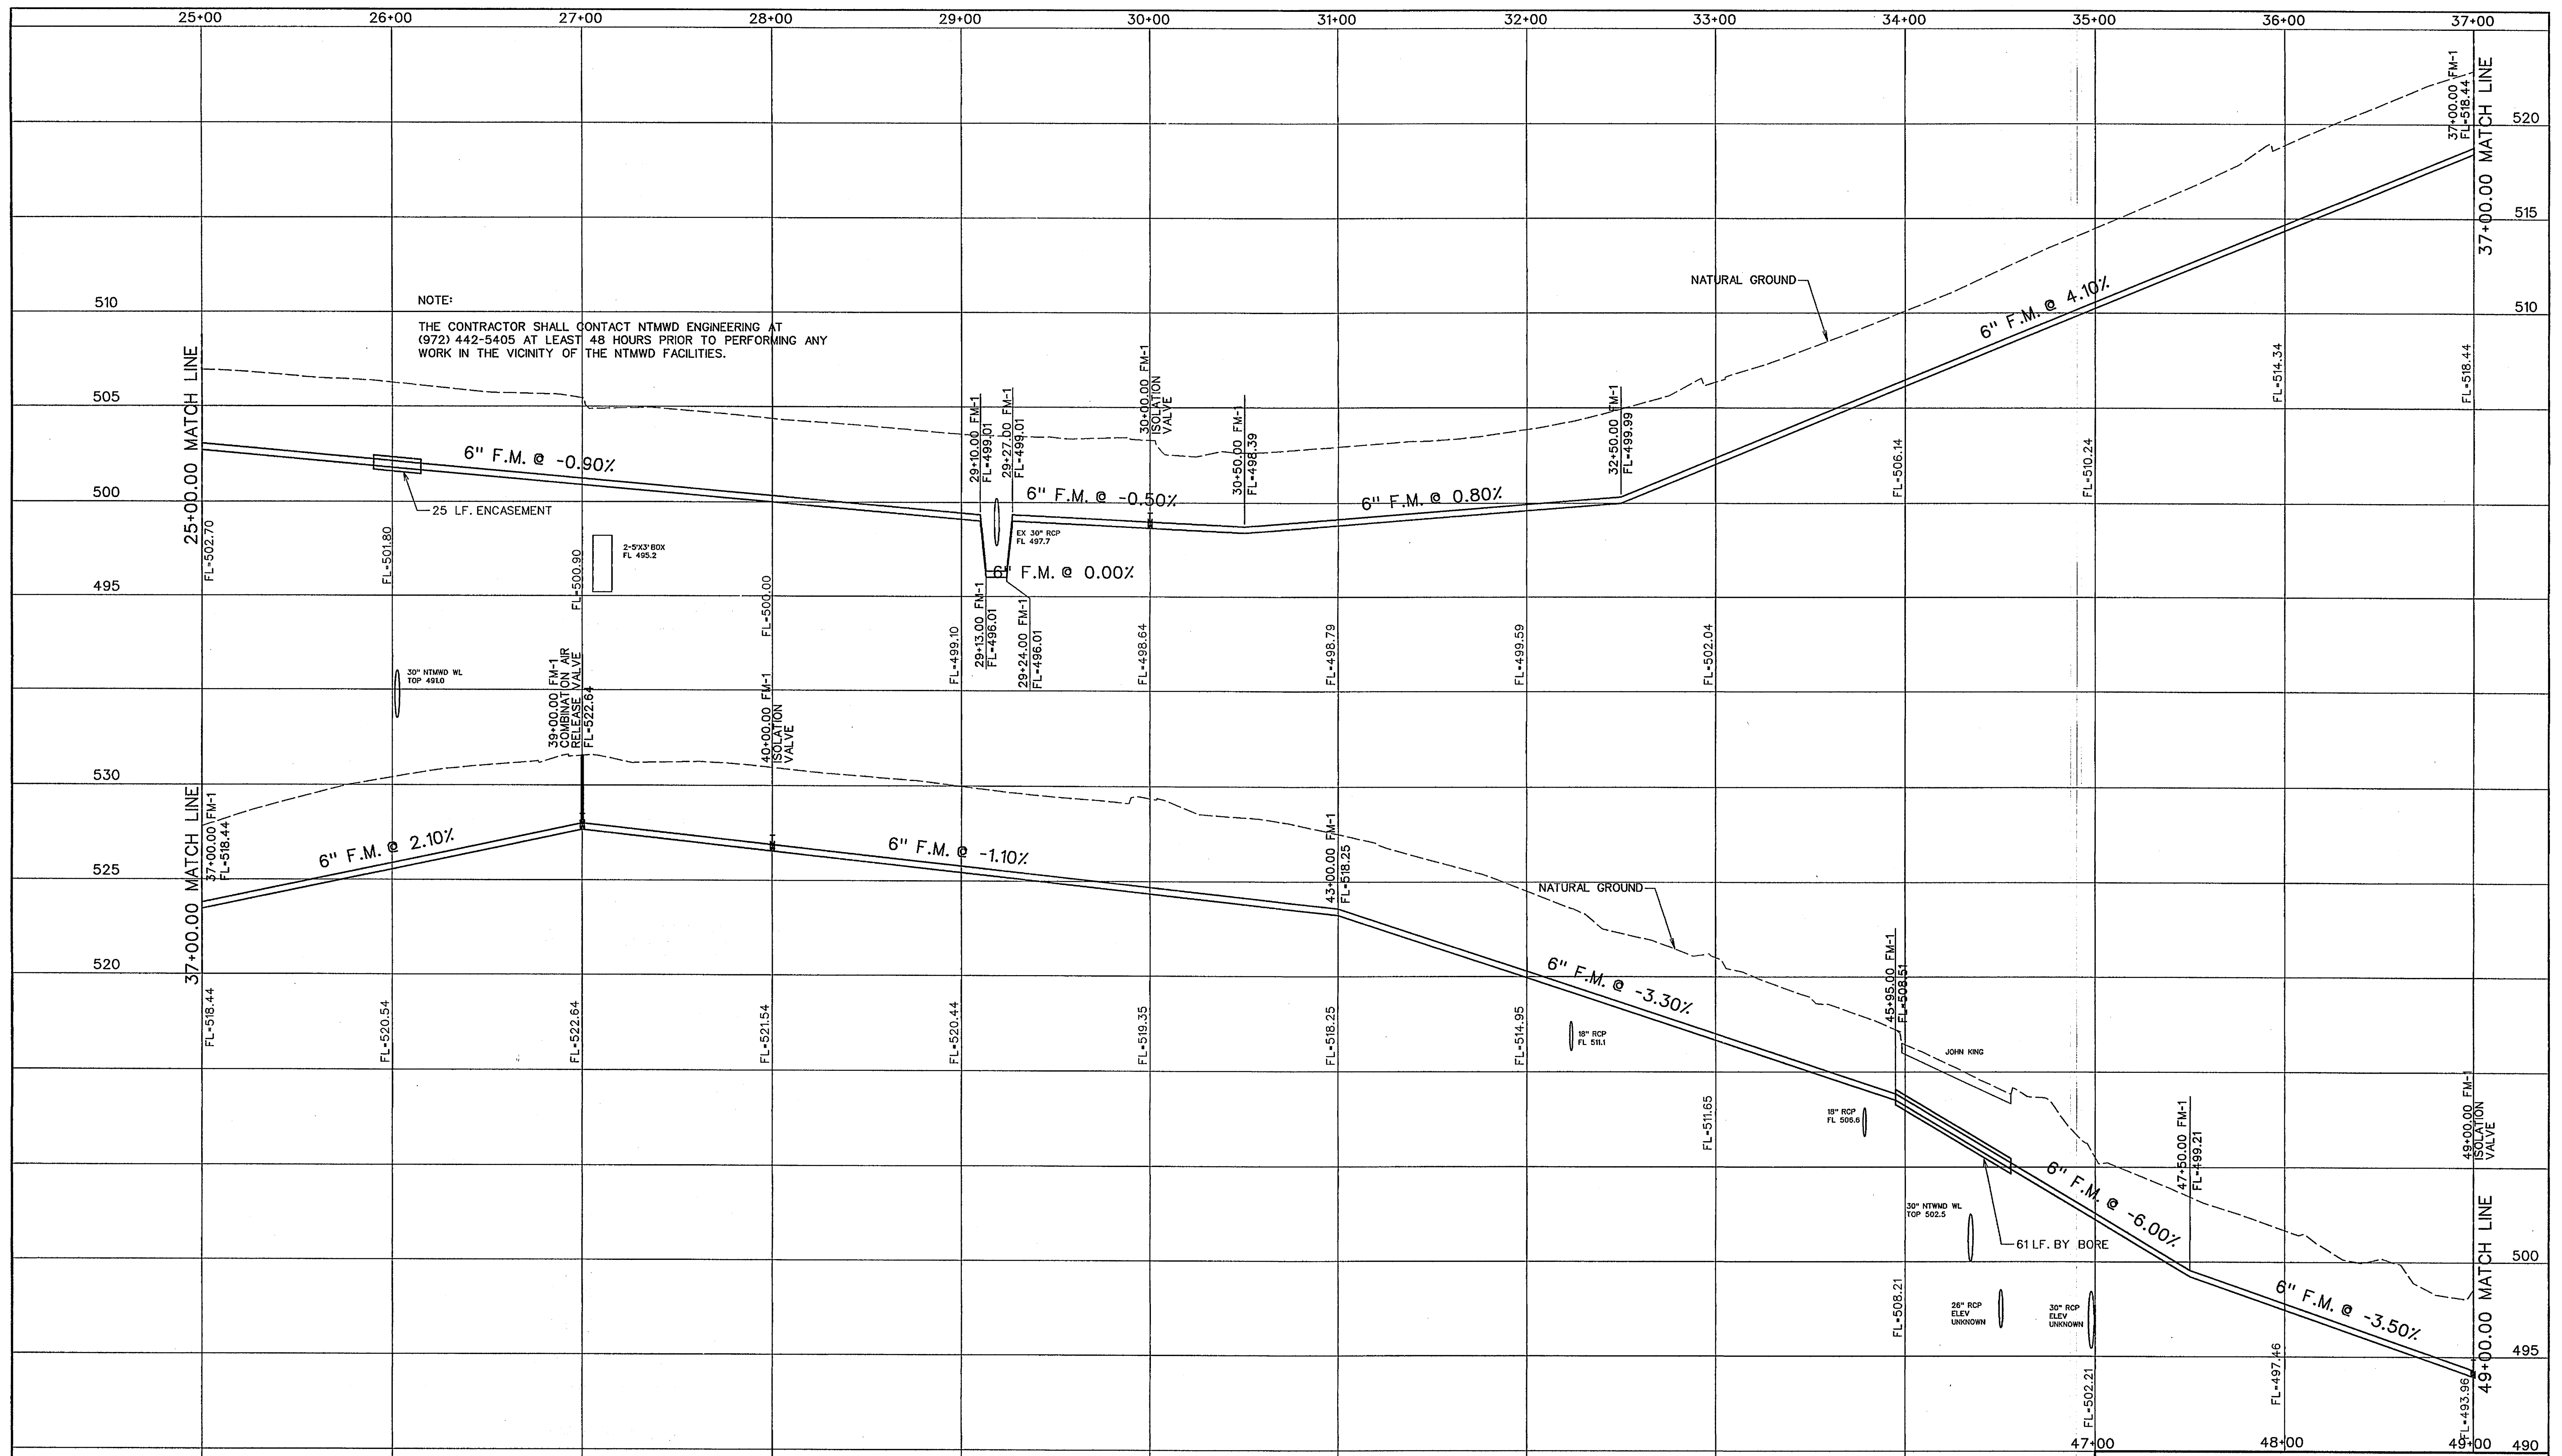 25+00
26+00
27+00
28+00
29+00
30+00
31+00
32+00
33+00
34+00
35+00
36+00
37+00
37+00.00 FM-1
FL=518.44
37+00.00 MATCH LINE
520
515
NATURAL GROUND
6" F.M. @ 4.10%
510
NOTE:
THE CONTRACTOR SHALL CONTACT NTMWD ENGINEERING AT
(972) 442-5405 AT LEAST 48 HOURS PRIOR TO PERFORMING ANY
WORK IN THE VICINITY OF THE NTMWD FACILITIES.
510
25+00.00 MATCH LINE
505
30+00.00 FM-1
ISOLATION
VALVE
FL=514.34
FL=518.44
29+10.00 FM-1
FL=499.01
29+27.00 FM-1
FL=499.01
30+50.00 FM-1
FL=498.39
32+50.00 FM-1
FL=499.99
6" F.M. @ -0.90%
FL=506.14
FL=510.24
500
25 LF. ENCASEMENT
6" F.M. @ -0.50%
6" F.M. @ 0.80%
FL=502.70
FL=501.80
FL=500.90
2-5'X3' BOX
FL 495.2
EX 30" RCP
FL 497.7
6" F.M. @ 0.00%
495
FL=500.00
FL=499.10
29+13.00 FM-1
FL=496.01
29+24.00 FM-1
FL=496.01
FL=498.64
FL=498.79
FL=499.59
FL=502.04
30" NTMWD WL
TOP 491.0
39+00.00 FM-1
COMBINATION AIR
RELEASE VALVE
FL=522.64
40+00.00 FM-1
ISOLATION
VALVE
530
37+00.00 MATCH LINE
37+00.00 FM-1
FL=518.44
6" F.M. @ 2.10%
6" F.M. @ -1.10%
43+00.00 FM-1
FL=518.25
525
NATURAL GROUND
520
6" F.M. @ -3.30%
45+95.00 FM-1
FL=508.51
FL=518.44
FL=520.54
FL=522.64
FL=521.54
FL=520.44
FL=519.35
FL=518.25
FL=514.95
18" RCP
FL 511.1
JOHN KING
FL=511.65
18" RCP
FL 506.6
47+50.00 FM-1
FL=499.21
49+00.00 FM-1
ISOLATION
VALVE
6" F.M. @ -6.00%
30" NTWMD WL
TOP 502.5
61 LF. BY BORE
500
49+00.00 MATCH LINE
FL=508.21
26" RCP
ELEV
UNKNOWN
30" RCP
ELEV
UNKNOWN
6" F.M. @ -3.50%
495
FL=502.21
FL=497.46
FL=493.96
47+00
48+00
49+00
490